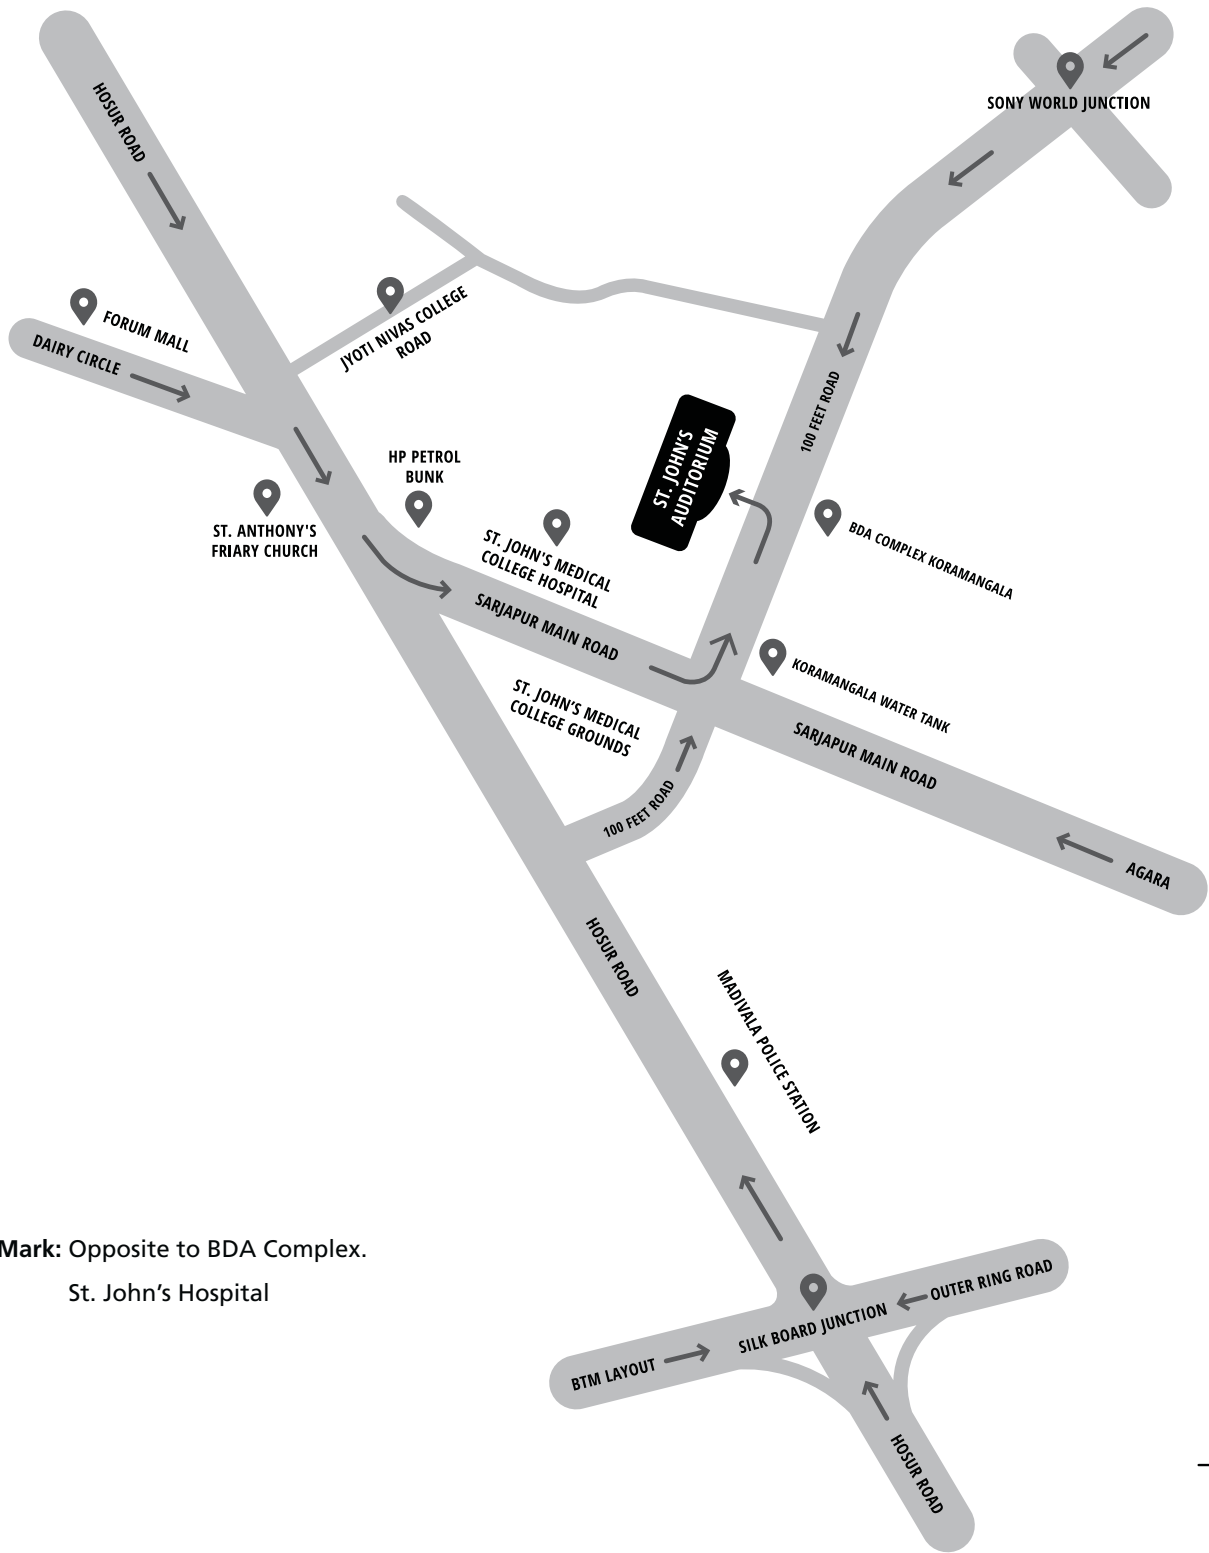 SONY WORLD JUNCTION
HOSUR ROAD
FORUM MALL
DAIRY CIRCLE
JYOTI NIVAS COLLEGE
ROAD
100 FEET ROAD
ST. JOHN'S
AUDITORIUM
HP PETROL
BUNK
ST. ANTHONY'S
FRIARY CHURCH
ST. JOHN'S MEDICAL
COLLEGE HOSPITAL
BDA COMPLEX KORAMANGALA
SARJAPUR MAIN ROAD
KORAMANGALA WATER TANK
ST. JOHN'S MEDICAL
COLLEGE GROUNDS
SARJAPUR MAIN ROAD
100 FEET ROAD
AGARA
HOSUR ROAD
MADIVALA POLICE STATION
Mark: Opposite to BDA Complex.
St. John's Hospital
OUTER RING ROAD
SILK BOARD JUNCTION
BTM LAYOUT
HOSUR ROAD